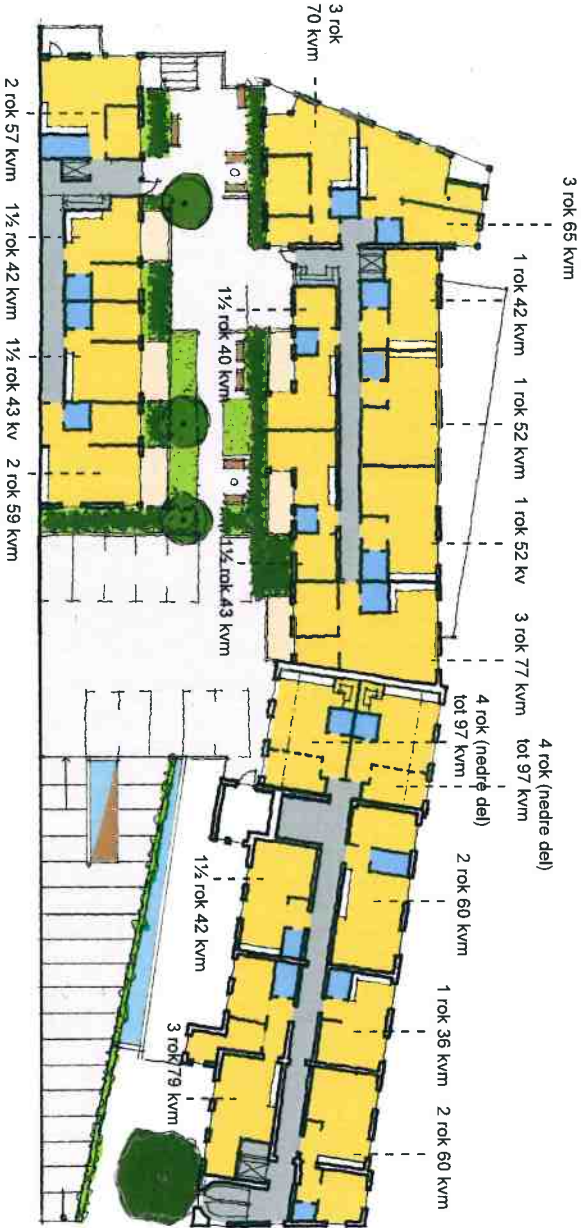 3 rok
70 kvm
3 rok 65 kvm
1 rok 42 kvm
1 rok 52 kvm
1 rok 52 kv
3 rok 77 kvm
4 rok (nedre del)
tot 97 kvm
4 rok (nedre del)
tot 97 kvm
2 rok 60 kvm
1 rok 36 kvm
2 rok 60 kvm
1½ rok 40 kvm
1½ rok 43 kvm
1½ rok 42 kvm
3 rok 79 kvm
2 rok 57 kvm
1½ rok 42 kvm
1½ rok 43 kv
2 rok 59 kvm